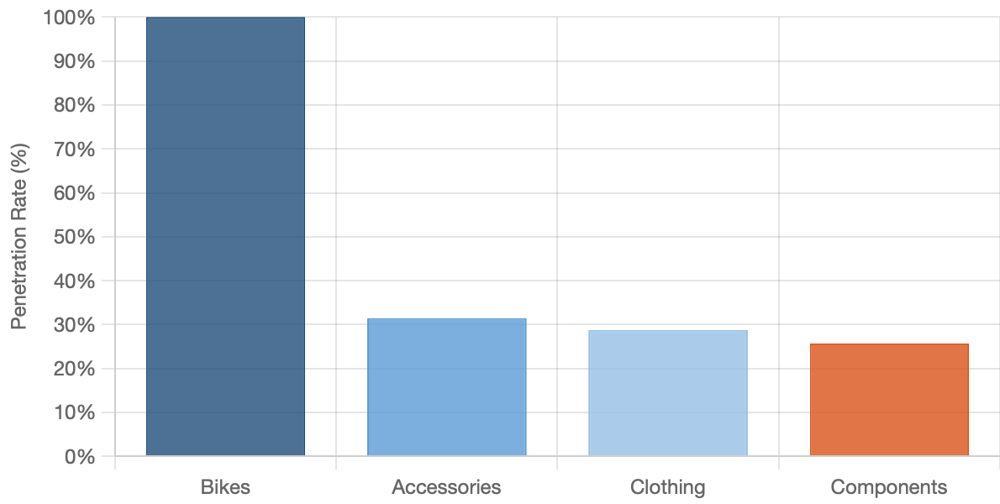 Penetration Rate (%)
100%
90%
80%
70%
60%
50%
40%
30%
20%
10%
0%
Bikes
Accessories
Clothing
Components